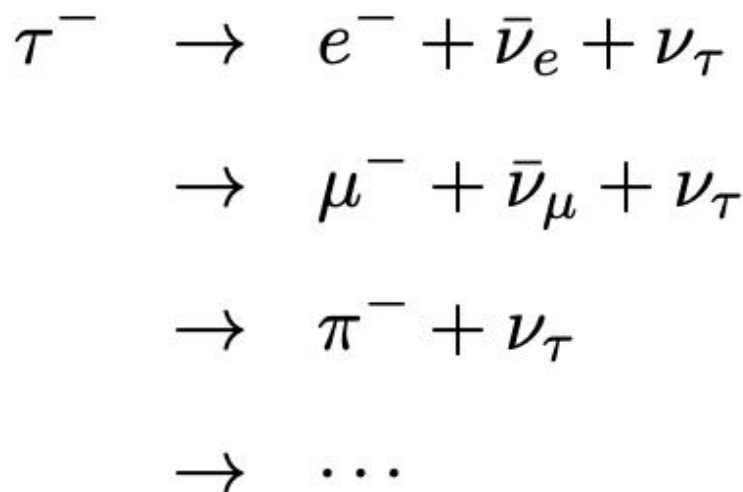 τ⁻ → e⁻ + ν̄ₑ + ν_τ
→ μ⁻ + ν̄_μ + ν_τ
→ π⁻ + ν_τ
→ ⋯